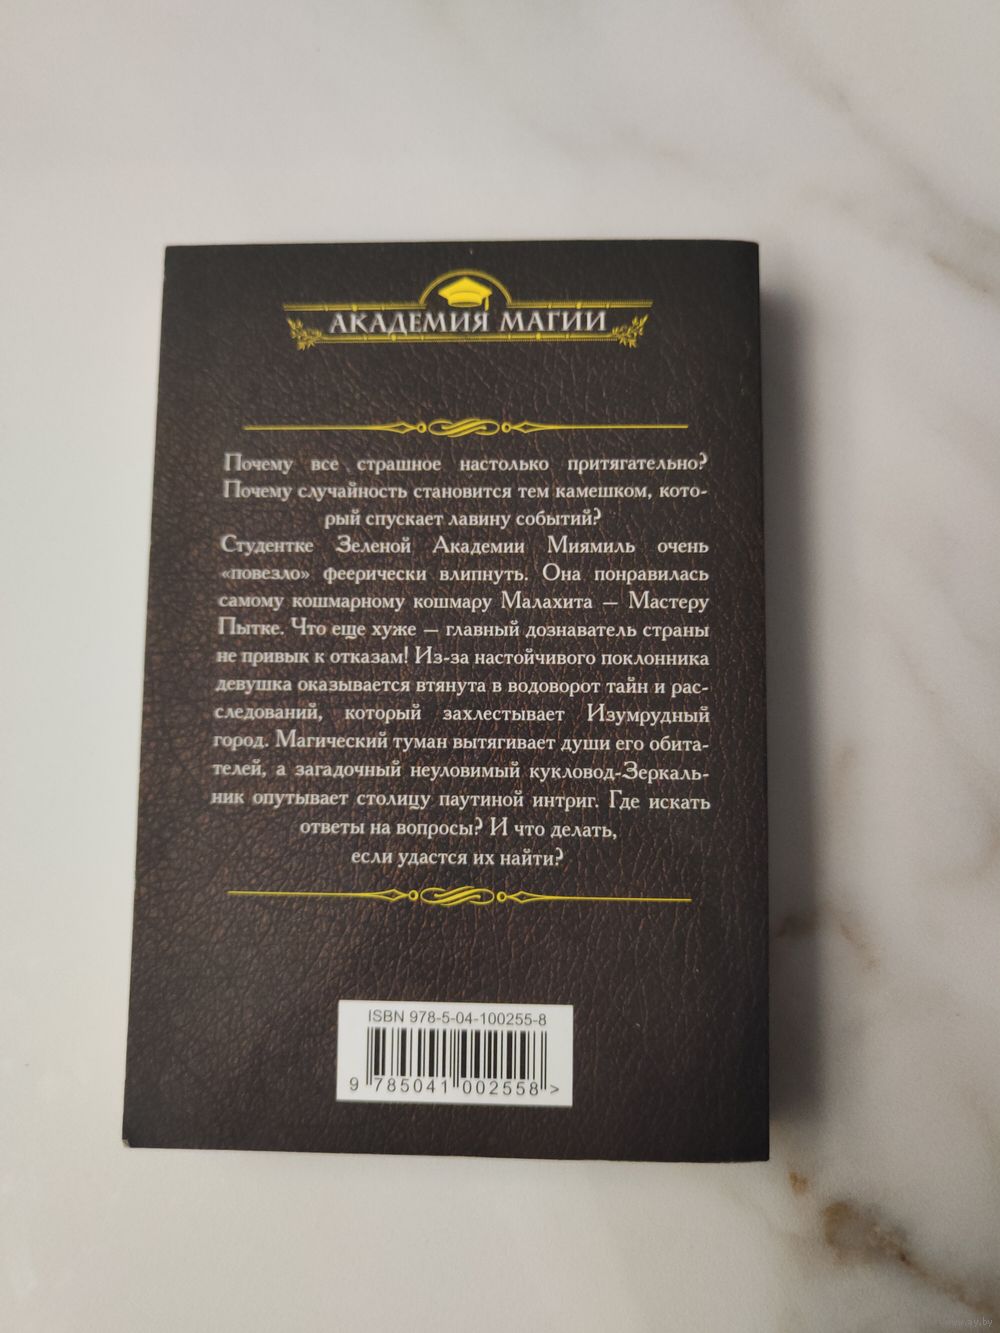 АКАДЕМИЯ МАГИИ
Почему все страшное настолько притягательно?
Почему случайность становится тем камешком, кото-
рый спускает лавину событий?
Студентке Зеленой Академии Миямиль очень
«повезло» феерически влипнуть. Она понравилась
самому кошмарному кошмару Малахита — Мастеру
Пытке. Что еще хуже — главный дознаватель страны
не привык к отказам! Из-за настойчивого поклонника
девушка оказывается втянута в водоворот тайн и рас-
следований, который захлестывает Изумрудный
город. Магический туман вытягивает души его обита-
телей, а загадочный неуловимый кукловод-Зеркаль-
ник опутывает столицу паутиной интриг. Где искать
ответы на вопросы? И что делать,
если удастся их найти?
ISBN 978-5-04-100255-8
9 785041 002558 >
www.ay.by